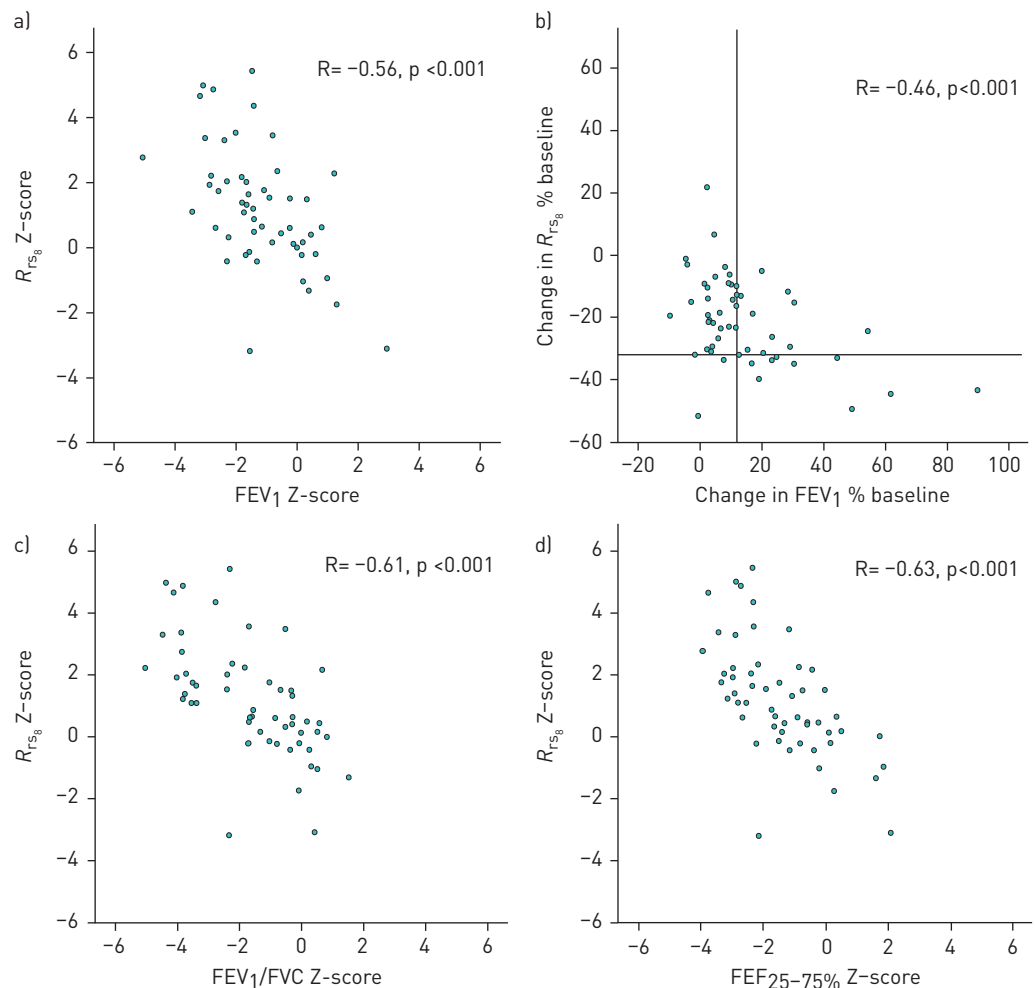 a)
R= −0.56, p <0.001
6
4
2
0
−2
−4
−6
Rrs8 Z−score
−6 −4 −2 0 2 4 6
FEV1 Z-score
b)
R= −0.46, p<0.001
60
40
20
0
−20
−40
−60
Change in Rrs8 % baseline
−20 0 20 40 60 80 100
Change in FEV1 % baseline
c)
R= −0.61, p <0.001
6
4
2
0
−2
−4
−6
Rrs8 Z−score
−6 −4 −2 0 2 4 6
FEV1/FVC Z-score
d)
R= −0.63, p<0.001
6
4
2
0
−2
−4
−6
Rrs8 Z−score
−6 −4 −2 0 2 4 6
FEF25−75% Z−score